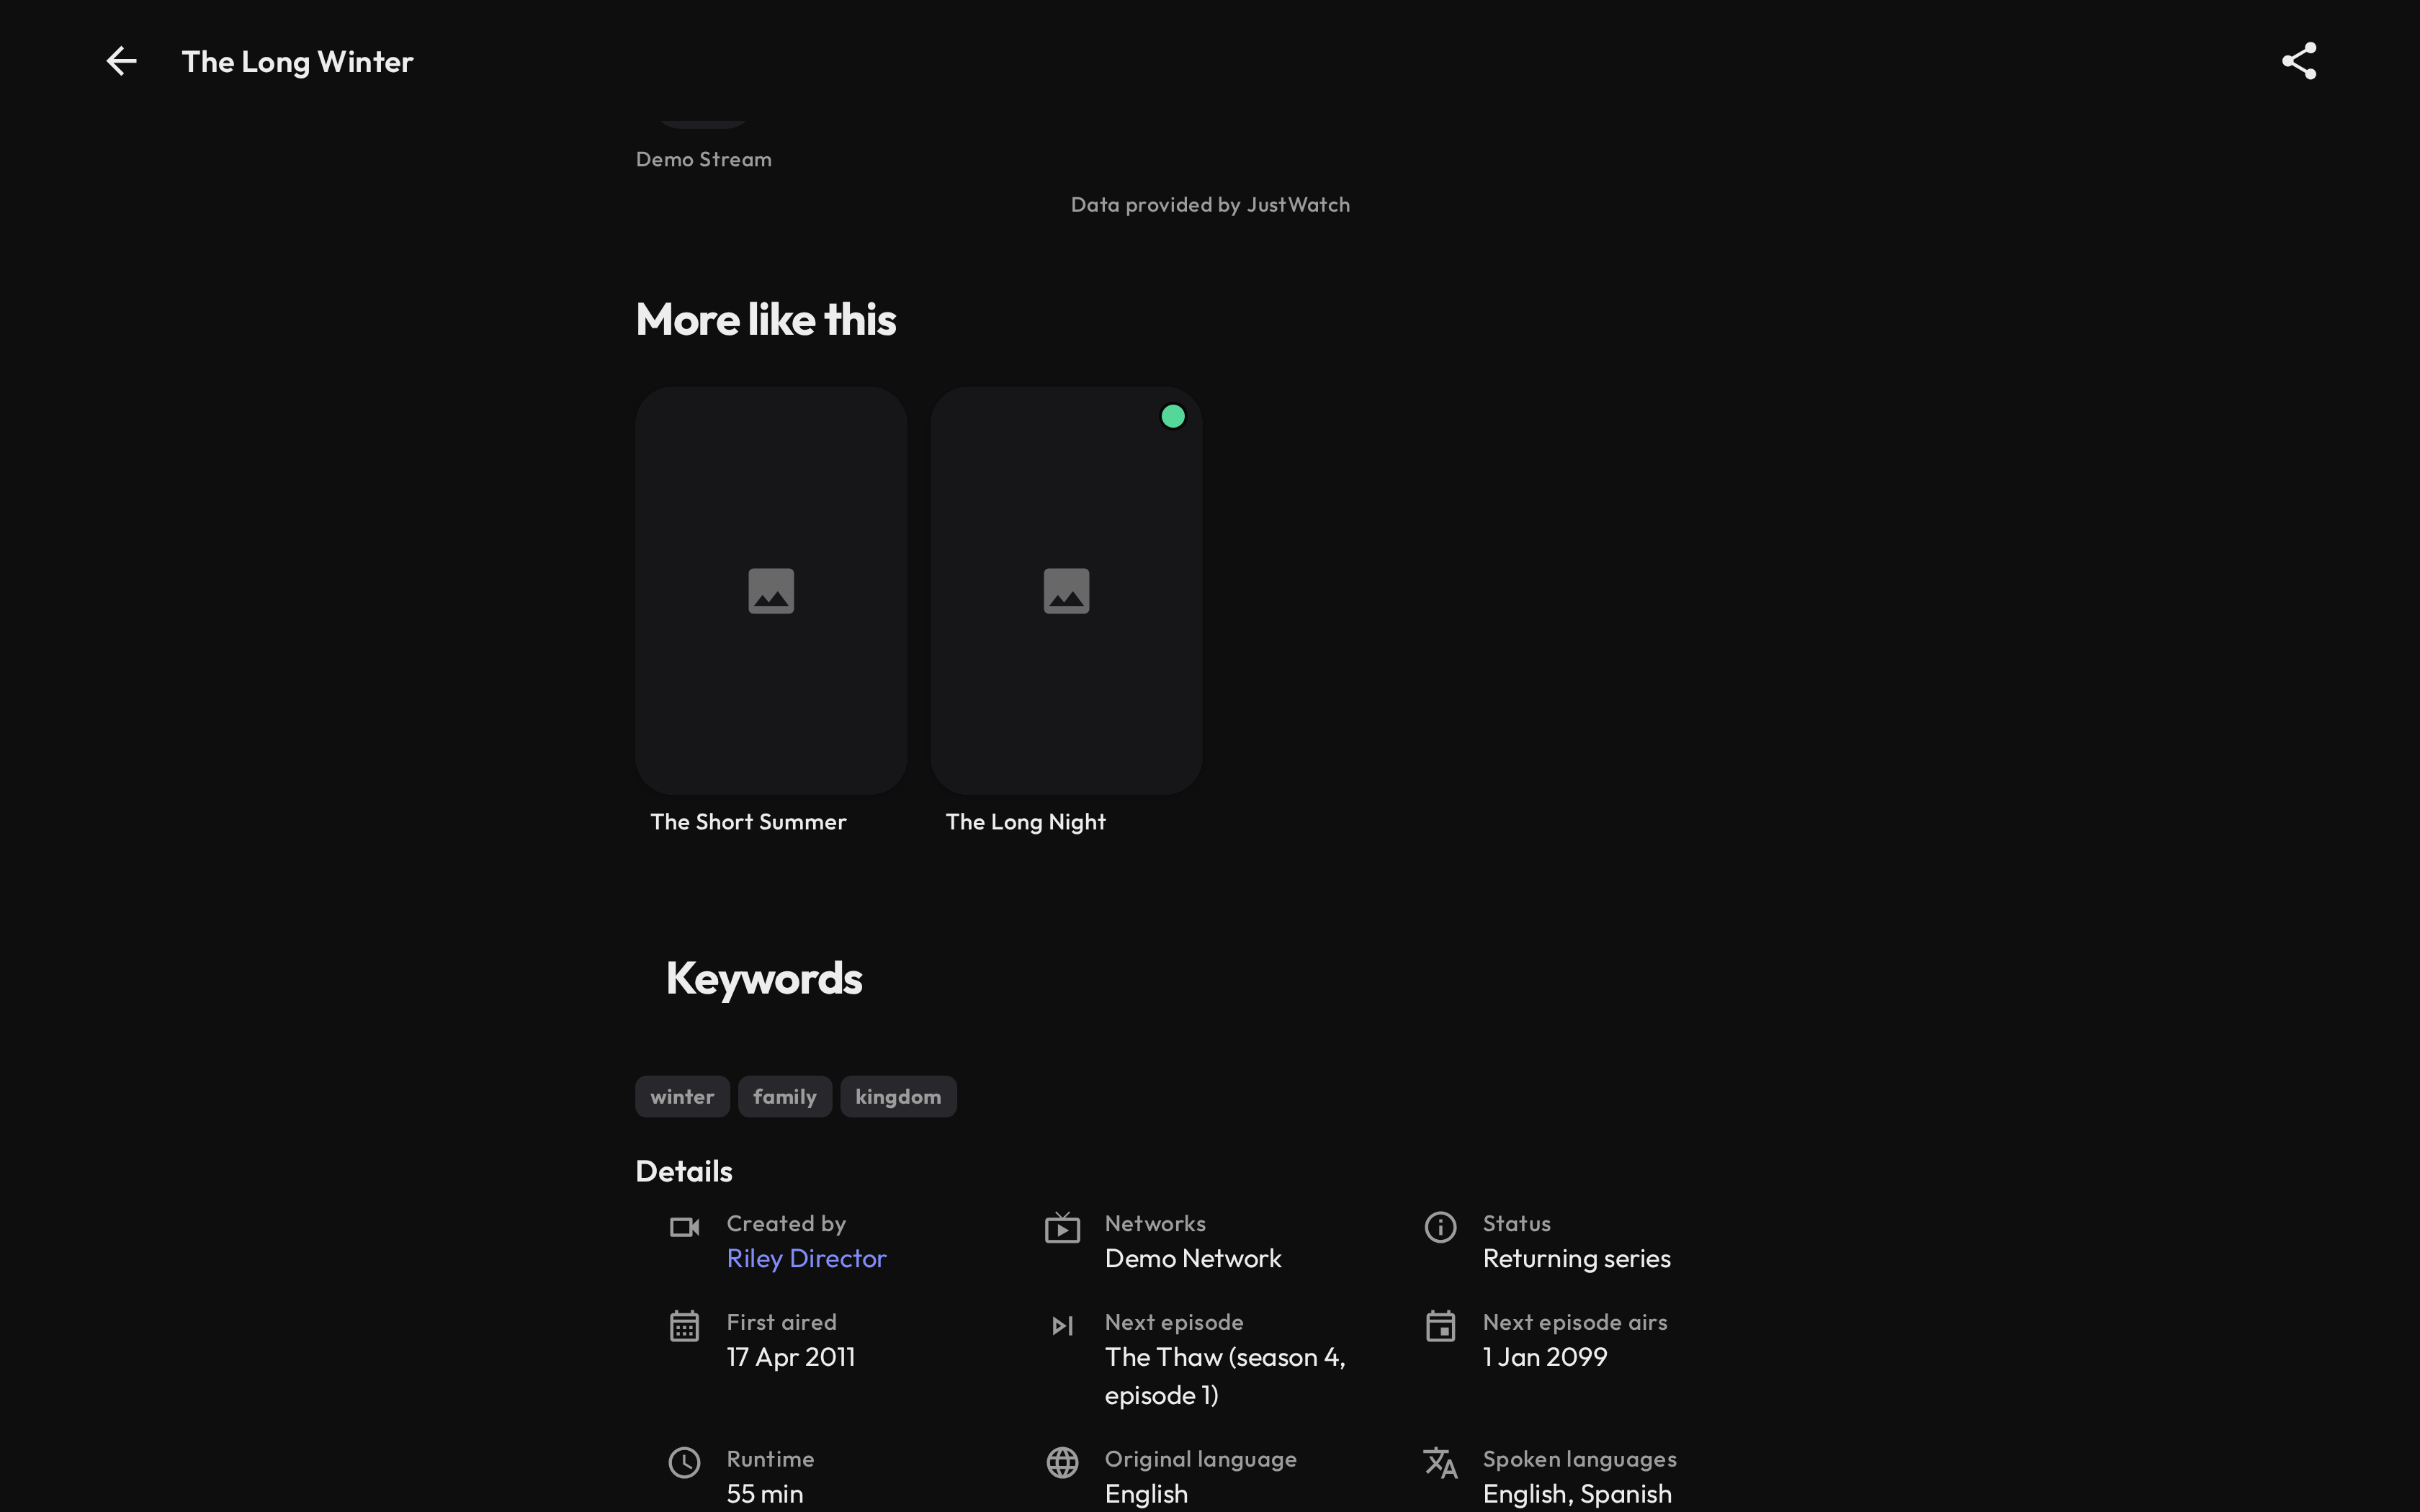 The Long Winter
Demo Stream
Data provided by JustWatch
More like this
The Short Summer
The Long Night
Keywords
winter
family
kingdom
Details
Created by
Riley Director
Networks
Demo Network
Status
Returning series
First aired
17 Apr 2011
Next episode
The Thaw (season 4,
episode 1)
Next episode airs
1 Jan 2099
Runtime
55 min
Original language
English
Spoken languages
English, Spanish